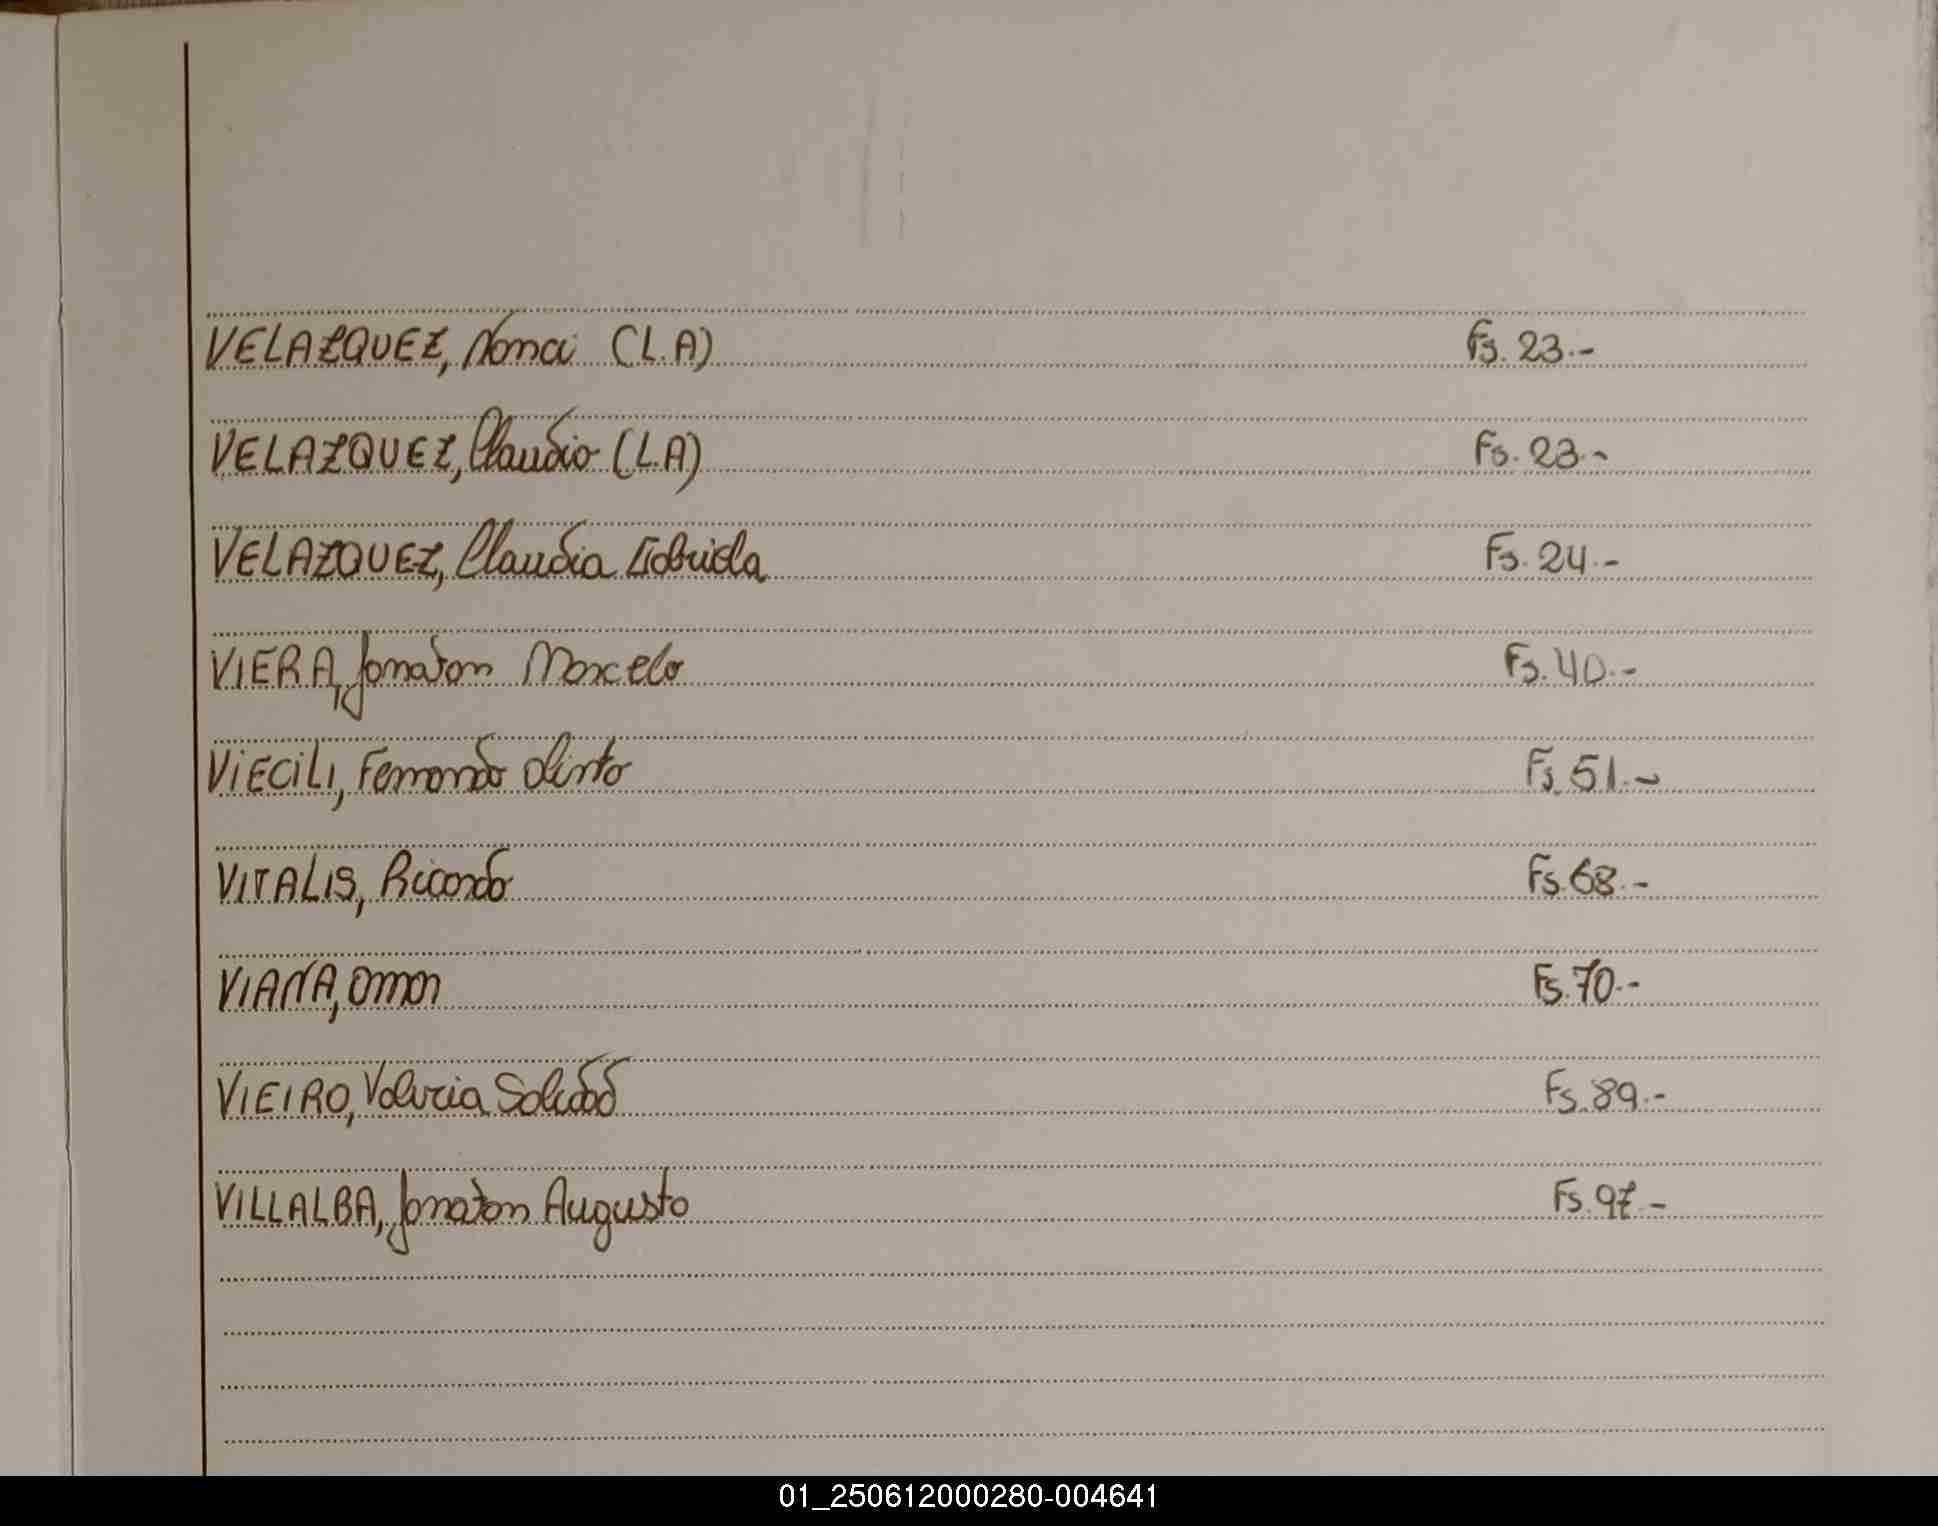 VELAZQUEZ, Nanci (L.A) Fs. 23.-
VELAZQUEZ, Claudio (L.A) Fs. 23.-
VELAZQUEZ, Claudia Gabriela Fs. 24.-
VIERA, Jonatan Marcelo Fs. 40.-
VIECILI, Fernando Olinto Fs. 51.-
VITALIS, Ricardo Fs. 68.-
VIANA, Omar Fs. 70.-
VIEIRO, Valeria Soledad Fs. 89.-
VILLALBA, Jonatan Augusto Fs. 97.-
01_250612000280-004641